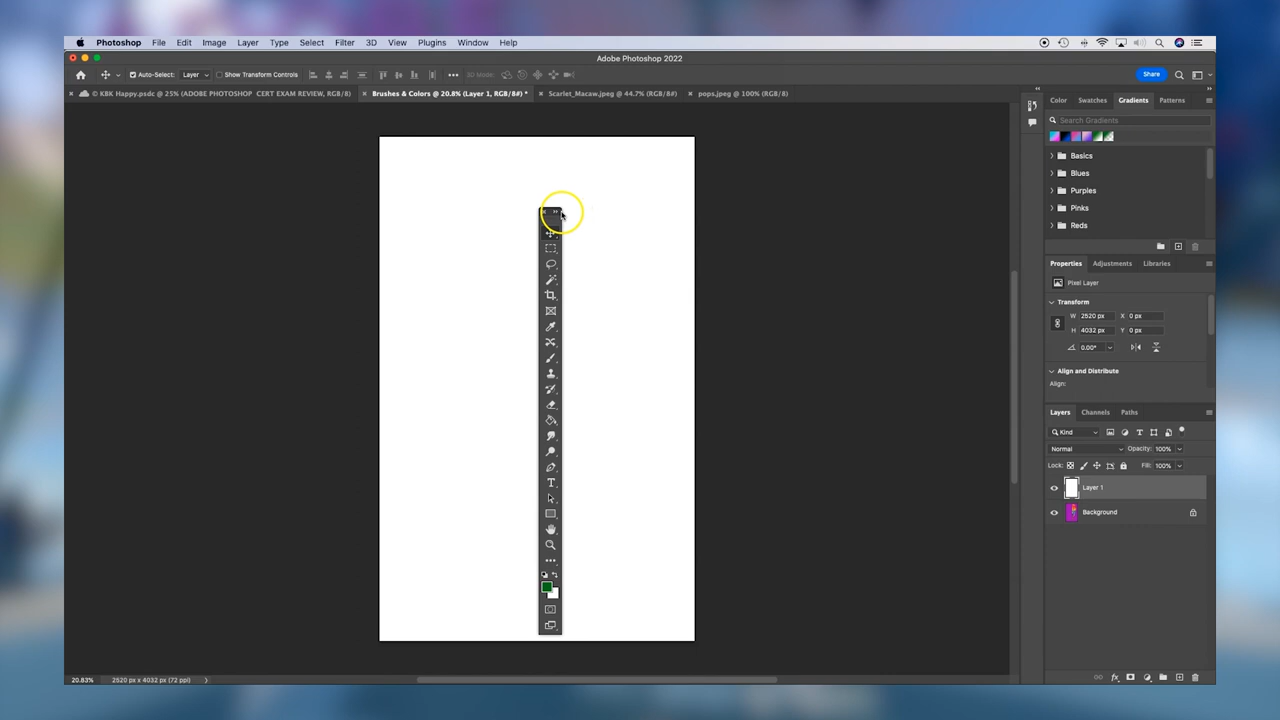 Photoshop File Edit Image Layer Type Select Filter 3D View Plugins Window Help
Adobe Photoshop 2022
Auto-Select: Layer Show Transform Controls 3D Mode: Share
KBK Happy.psdc @ 25% (ADOBE PHOTOSHOP CERT EXAM REVIEW, RGB/8) Brushes & Colors @ 20.8% (Layer 1, RGB/8#) * Scarlet_Macaw.jpeg @ 44.7% (RGB/8#) pops.jpeg @ 100% (RGB/8)
Color Swatches Gradients Patterns
Search Gradients
Basics
Blues
Purples
Pinks
Reds
Properties Adjustments Libraries
Pixel Layer
Transform
W 2520 px X 0 px
H 4032 px Y 0 px
0.00°
Align and Distribute
Align:
Layers Channels Paths
Kind
Normal Opacity: 100%
Lock: Fill: 100%
Layer 1
Background
20.83% 2520 px x 4032 px (72 ppi)